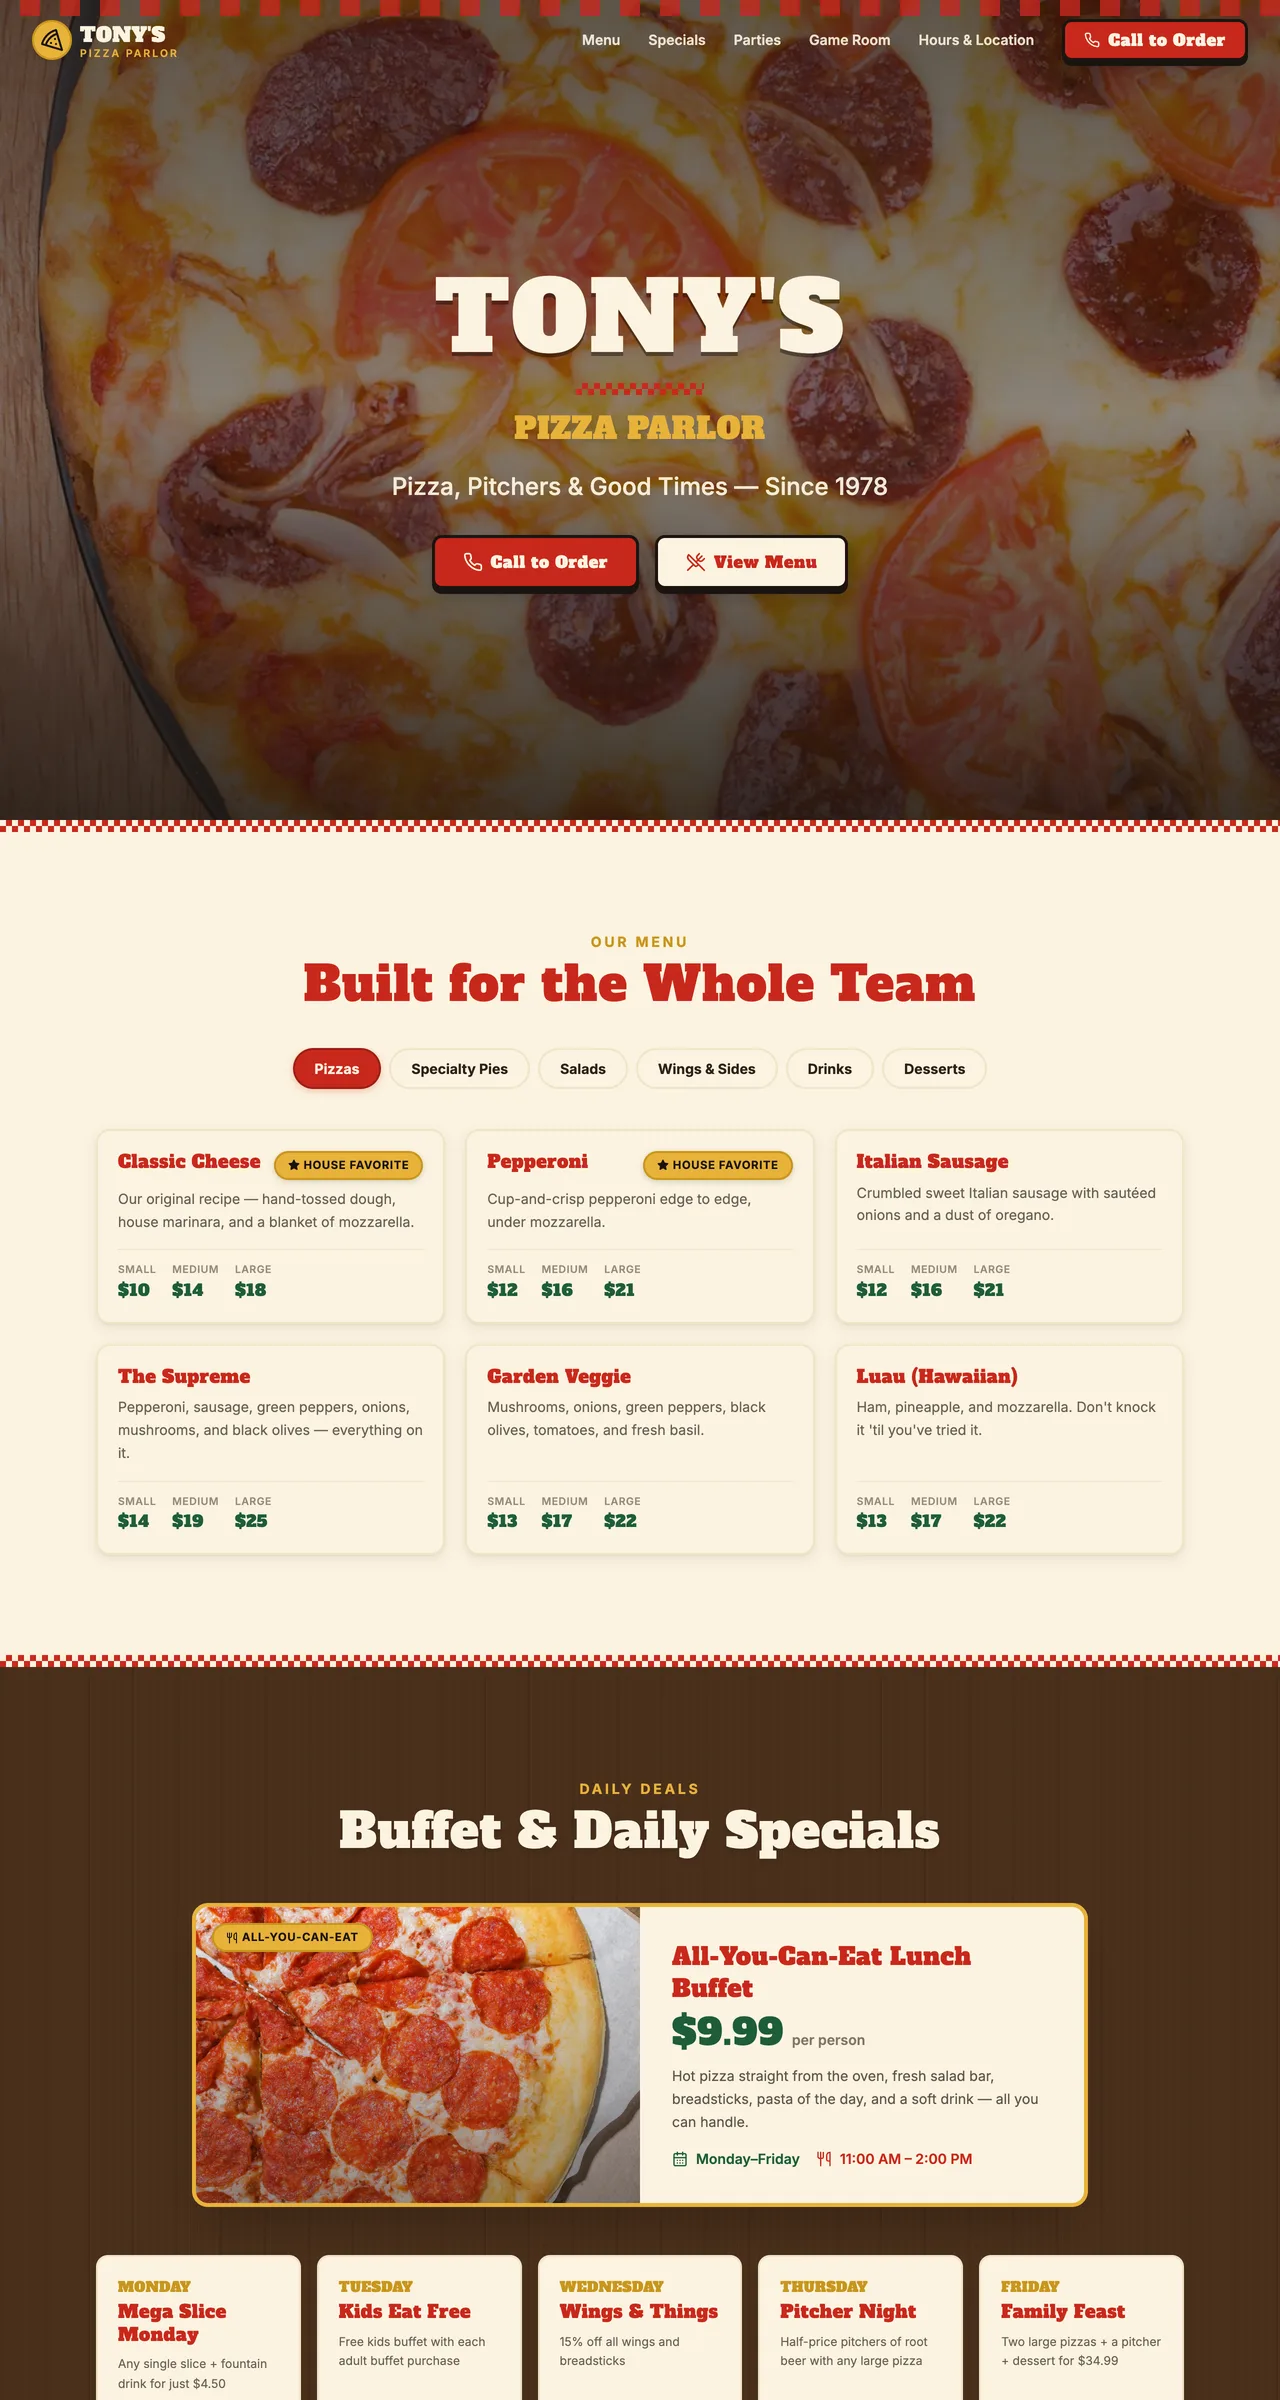 TONY'S
PIZZA PARLOR
Menu
Specials
Parties
Game Room
Hours & Location
Call to Order
TONY'S
PIZZA PARLOR
Pizza, Pitchers & Good Times — Since 1978
Call to Order
View Menu
OUR MENU
Built for the Whole Team
Pizzas
Specialty Pies
Salads
Wings & Sides
Drinks
Desserts
Classic Cheese
HOUSE FAVORITE
Our original recipe — hand-tossed dough,
house marinara, and a blanket of mozzarella.
SMALL MEDIUM LARGE
$10 $14 $18
Pepperoni
HOUSE FAVORITE
Cup-and-crisp pepperoni edge to edge,
under mozzarella.
SMALL MEDIUM LARGE
$12 $16 $21
Italian Sausage
Crumbled sweet Italian sausage with sautéed
onions and a dust of oregano.
SMALL MEDIUM LARGE
$12 $16 $21
The Supreme
Pepperoni, sausage, green peppers, onions,
mushrooms, and black olives — everything on
it.
SMALL MEDIUM LARGE
$14 $19 $25
Garden Veggie
Mushrooms, onions, green peppers, black
olives, tomatoes, and fresh basil.
SMALL MEDIUM LARGE
$13 $17 $22
Luau (Hawaiian)
Ham, pineapple, and mozzarella. Don't knock
it 'til you've tried it.
SMALL MEDIUM LARGE
$13 $17 $22
DAILY DEALS
Buffet & Daily Specials
ALL-YOU-CAN-EAT
All-You-Can-Eat Lunch
Buffet
$9.99 per person
Hot pizza straight from the oven, fresh salad bar,
breadsticks, pasta of the day, and a soft drink — all you
can handle.
Monday–Friday
11:00 AM – 2:00 PM
MONDAY
Mega Slice
Monday
Any single slice + fountain
drink for just $4.50
TUESDAY
Kids Eat Free
Free kids buffet with each
adult buffet purchase
WEDNESDAY
Wings & Things
15% off all wings and
breadsticks
THURSDAY
Pitcher Night
Half-price pitchers of root
beer with any large pizza
FRIDAY
Family Feast
Two large pizzas + a pitcher
+ dessert for $34.99